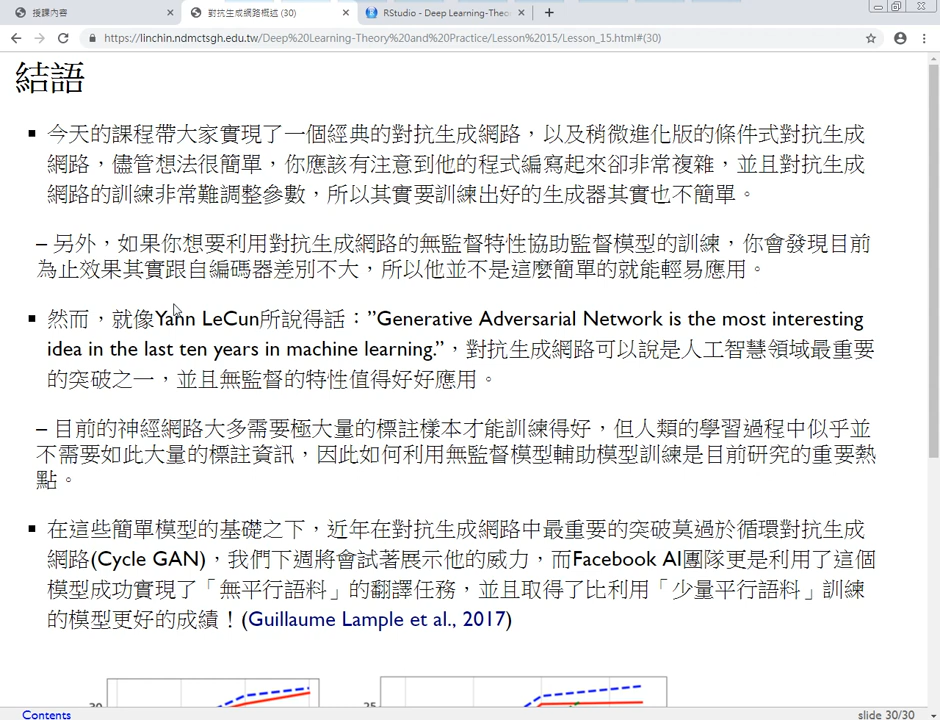 授課內容
對抗生成網路概述 (30)
RStudio - Deep Learning-Theo
https://linchin.ndmctsgh.edu.tw/Deep%20Learning-Theory%20and%20Practice/Lesson%2015/Lesson_15.html#(30)
結語
今天的課程帶大家實現了一個經典的對抗生成網路，以及稍微進化版的條件式對抗生成
網路，儘管想法很簡單，你應該有注意到他的程式編寫起來卻非常複雜，並且對抗生成
網路的訓練非常難調整參數，所以其實要訓練出好的生成器其實也不簡單。
– 另外，如果你想要利用對抗生成網路的無監督特性協助監督模型的訓練，你會發現目前
為止效果其實跟自編碼器差別不大，所以他並不是這麼簡單的就能輕易應用。
然而，就像Yann LeCun所說得話：”Generative Adversarial Network is the most interesting
idea in the last ten years in machine learning.”，對抗生成網路可以說是人工智慧領域最重要
的突破之一，並且無監督的特性值得好好應用。
– 目前的神經網路大多需要極大量的標註樣本才能訓練得好，但人類的學習過程中似乎並
不需要如此大量的標註資訊，因此如何利用無監督模型輔助模型訓練是目前研究的重要熱
點。
在這些簡單模型的基礎之下，近年在對抗生成網路中最重要的突破莫過於循環對抗生成
網路(Cycle GAN)，我們下週將會試著展示他的威力，而Facebook AI團隊更是利用了這個
模型成功實現了「無平行語料」的翻譯任務，並且取得了比利用「少量平行語料」訓練
的模型更好的成績！(Guillaume Lample et al., 2017)
Contents
slide 30/30